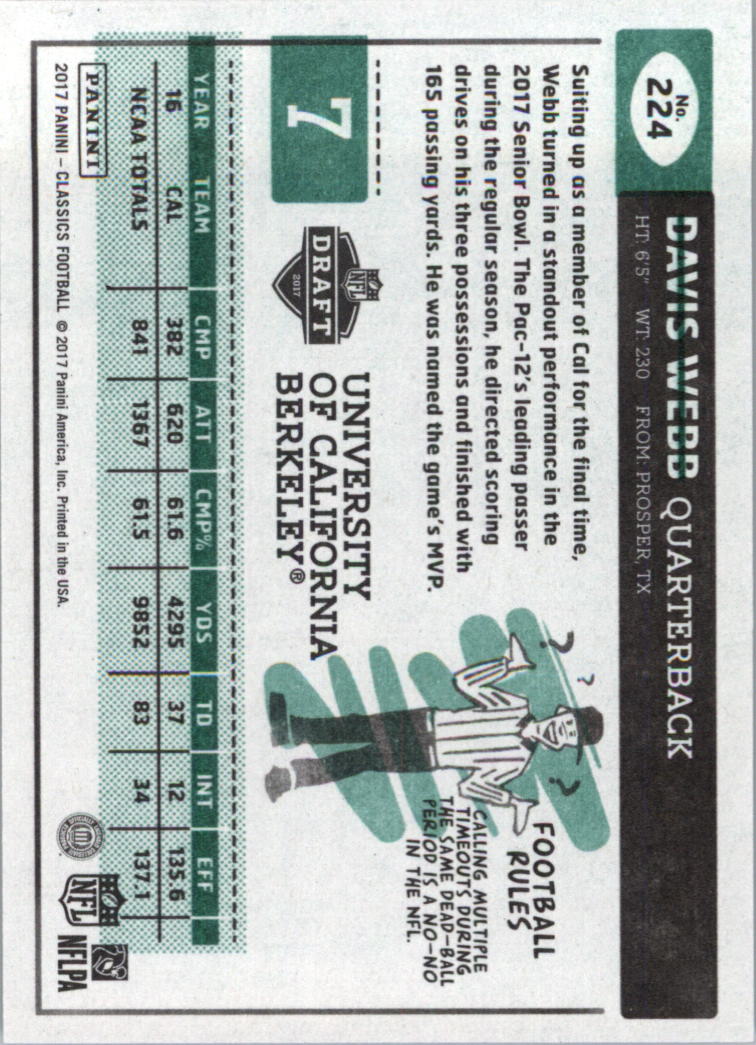 No.
224
DAVIS WEBB QUARTERBACK
HT: 6'5" WT: 230 FROM: PROSPER, TX
Suiting up as a member of Cal for the final time,
Webb turned in a standout performance in the
2017 Senior Bowl. The Pac-12's leading passer
during the regular season, he directed scoring
drives on his three possessions and finished with
165 passing yards. He was named the game's MVP.
FOOTBALL
RULES
CALLING MULTIPLE
TIMEOUTS DURING
THE SAME DEAD-BALL
PERIOD IS A NO-NO
IN THE NFL.
? ? ?
7
NFL
DRAFT
2017
UNIVERSITY
OF CALIFORNIA
BERKELEY®
YEAR TEAM CMP ATT CMP% YDS TD INT EFF
16 CAL 382 620 61.6 4295 37 12 135.6
NCAA TOTALS 841 1367 61.5 9852 83 34 137.1
PANINI
NFL
NFLPA
2017 PANINI – CLASSICS FOOTBALL © 2017 Panini America, Inc. Printed in the USA.